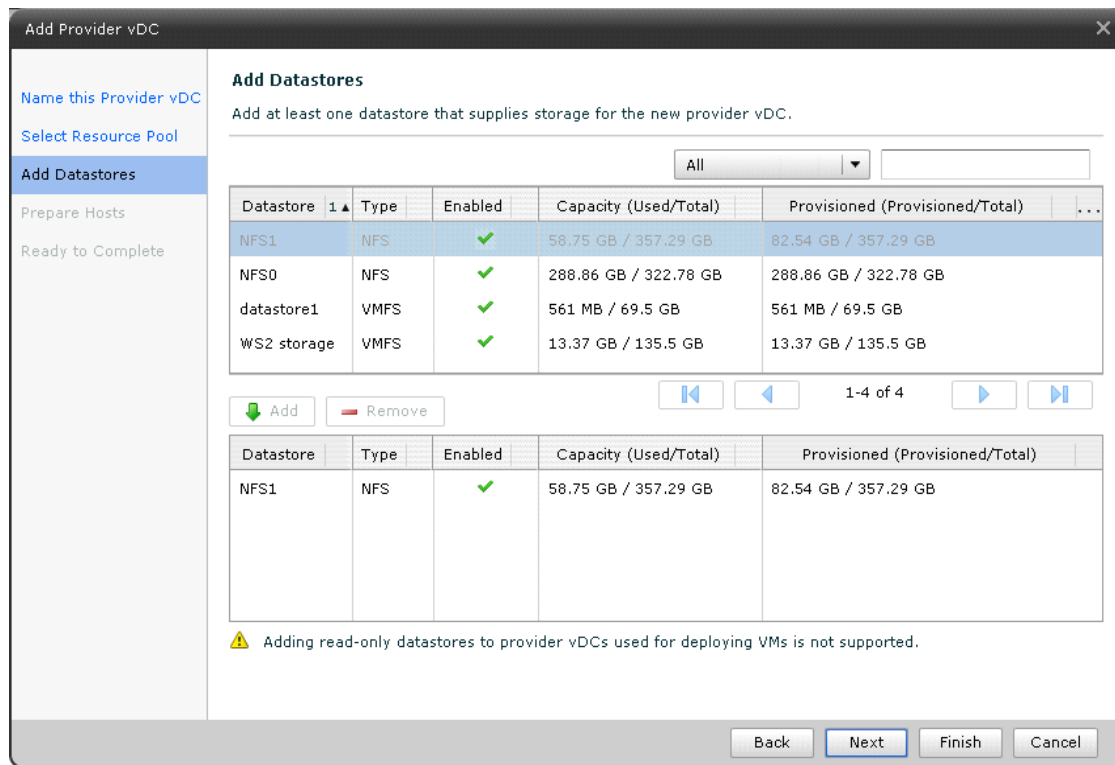 Add Provider vDC
Name this Provider vDC
Select Resource Pool
Add Datastores
Prepare Hosts
Ready to Complete
Add Datastores
Add at least one datastore that supplies storage for the new provider vDC.
All
Datastore 1▲ Type Enabled Capacity (Used/Total) Provisioned (Provisioned/Total) ...
NFS1 NFS 58.75 GB / 357.29 GB 82.54 GB / 357.29 GB
NFS0 NFS 288.86 GB / 322.78 GB 288.86 GB / 322.78 GB
datastore1 VMFS 561 MB / 69.5 GB 561 MB / 69.5 GB
WS2 storage VMFS 13.37 GB / 135.5 GB 13.37 GB / 135.5 GB
1-4 of 4
Add Remove
Datastore Type Enabled Capacity (Used/Total) Provisioned (Provisioned/Total)
NFS1 NFS 58.75 GB / 357.29 GB 82.54 GB / 357.29 GB
Adding read-only datastores to provider vDCs used for deploying VMs is not supported.
Back Next Finish Cancel